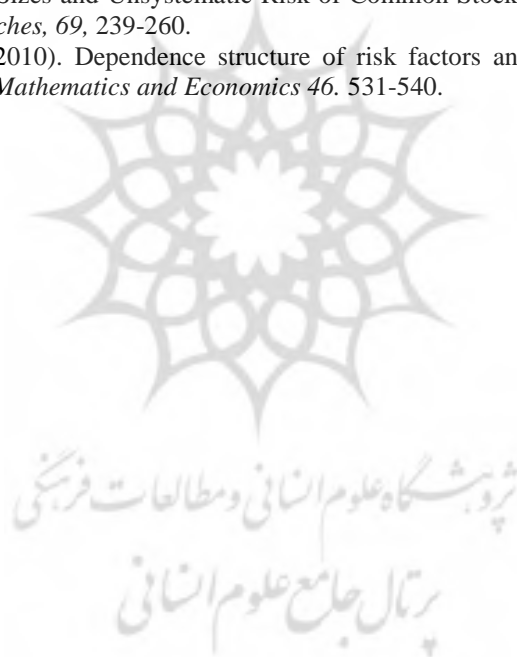 Sizes and Unsystematic Risk of Common Stock
ches, 69, 239-260.
2010). Dependence structure of risk factors an
Mathematics and Economics 46. 531-540.
پژوهشگاه علوم انسانی و مطالعات فرهنگی
پرتال جامع علوم انسانی